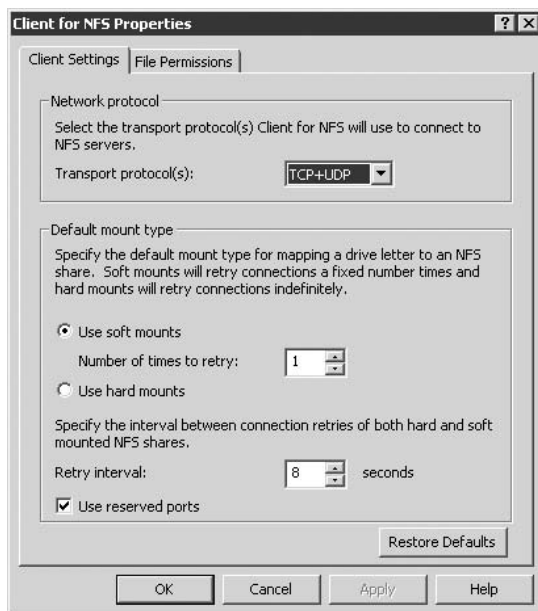 Client for NFS Properties
Client Settings
File Permissions
Network protocol
Select the transport protocol(s) Client for NFS will use to connect to
NFS servers.
Transport protocol(s):
TCP+UDP
Default mount type
Specify the default mount type for mapping a drive letter to an NFS
share. Soft mounts will retry connections a fixed number times and
hard mounts will retry connections indefinitely.
Use soft mounts
Number of times to retry:
1
Use hard mounts
Specify the interval between connection retries of both hard and soft
mounted NFS shares.
Retry interval:
8
seconds
Use reserved ports
Restore Defaults
OK
Cancel
Apply
Help